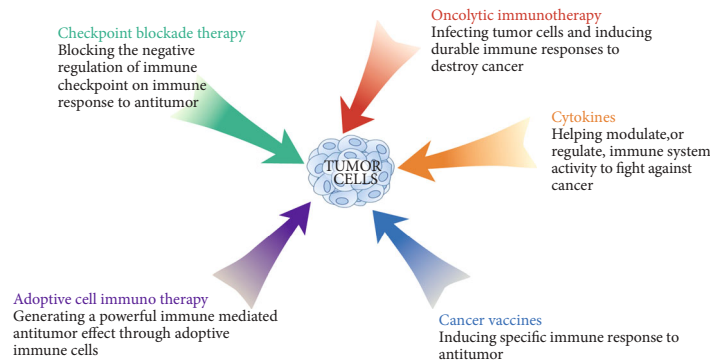 Checkpoint blockade therapy
Blocking the negative
regulation of immune
checkpoint on immune
response to antitumor
Oncolytic immunotherapy
Infecting tumor cells and inducing
durable immune responses to
destroy cancer
Cytokines
Helping modulate,or
regulate, immune system
activity to fight against
cancer
TUMOR
CELLS
Adoptive cell immuno therapy
Generating a powerful immune mediated
antitumor effect through adoptive
immune cells
Cancer vaccines
Inducing specific immune response to
antitumor